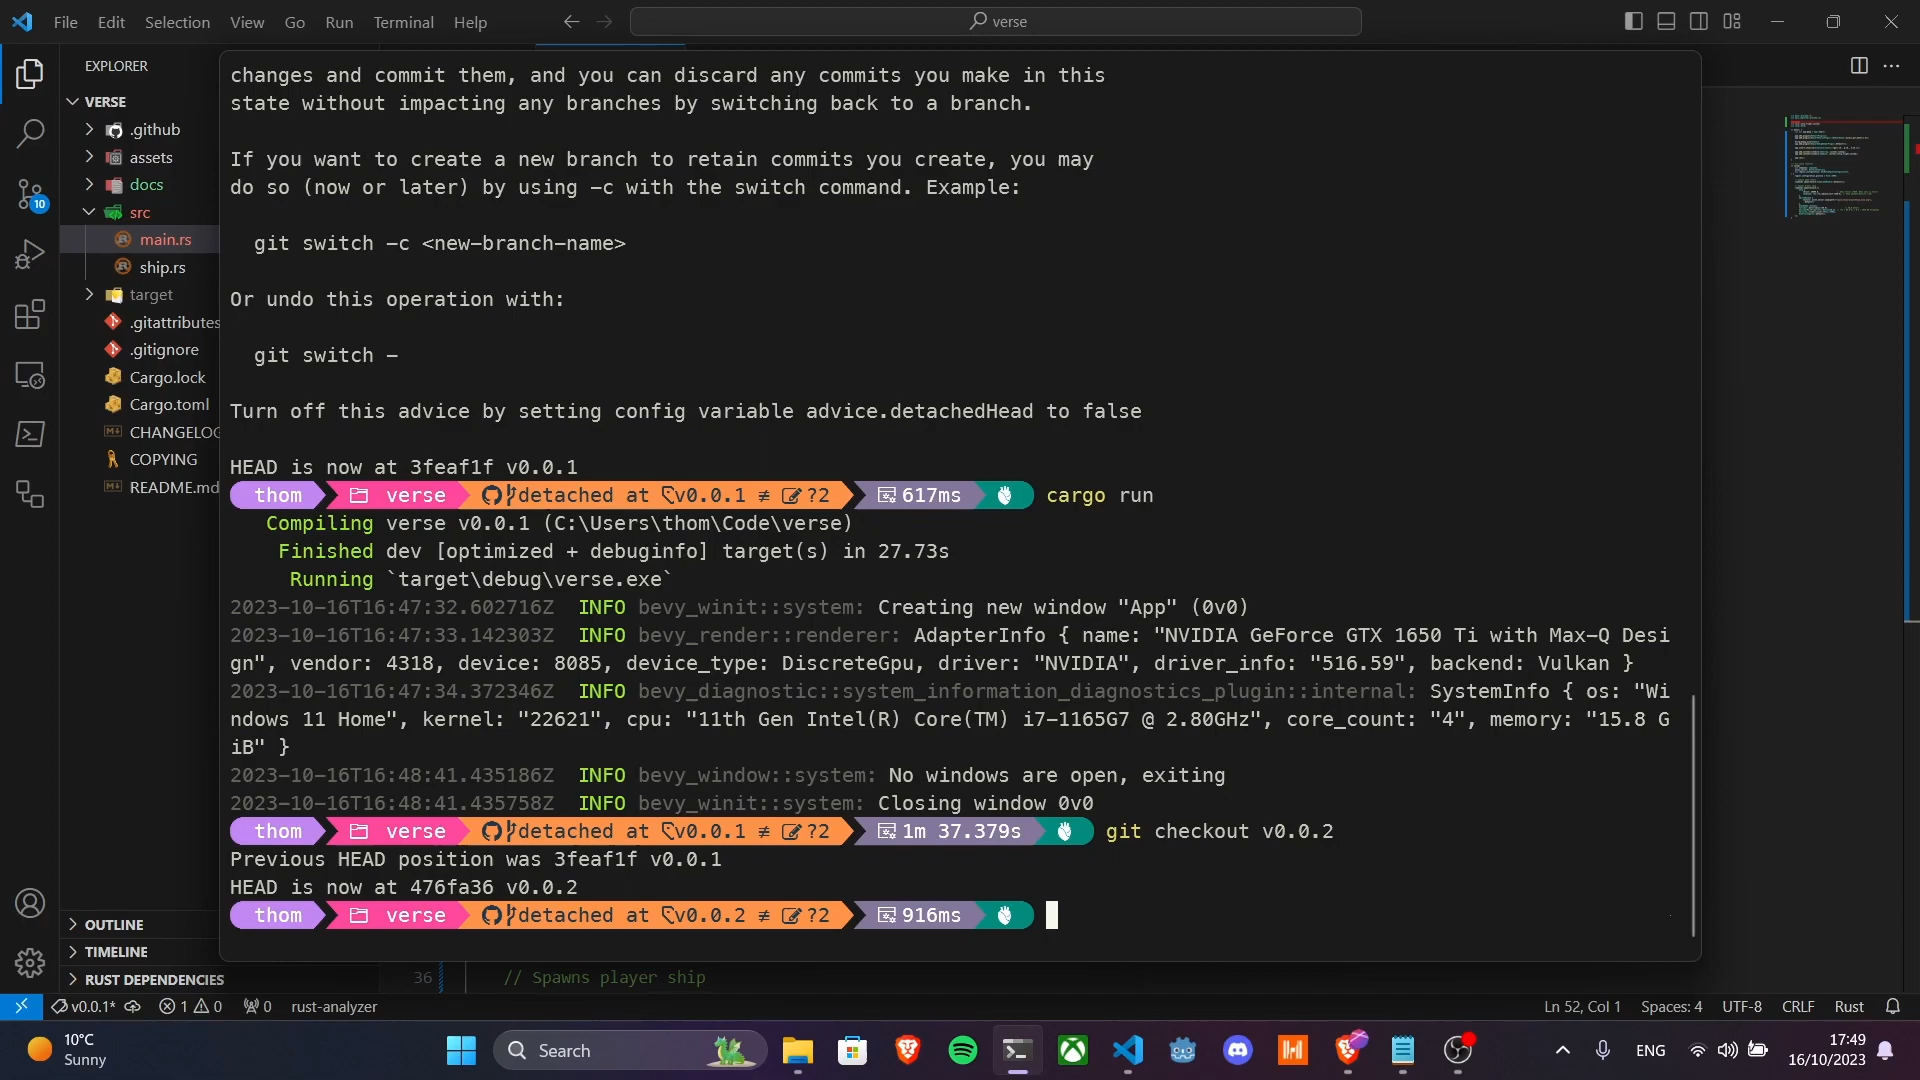 File Edit Selection View Go Run Terminal Help
verse
EXPLORER
VERSE
.github
assets
docs
src
main.rs
ship.rs
target
.gitattributes
.gitignore
Cargo.lock
Cargo.toml
CHANGELOG
COPYING
README.md
OUTLINE
TIMELINE
RUST DEPENDENCIES
10
changes and commit them, and you can discard any commits you make in this
state without impacting any branches by switching back to a branch.
If you want to create a new branch to retain commits you create, you may
do so (now or later) by using -c with the switch command. Example:
git switch -c <new-branch-name>
Or undo this operation with:
git switch -
Turn off this advice by setting config variable advice.detachedHead to false
HEAD is now at 3feaf1f v0.0.1
thom verse detached at v0.0.1 ≢ ?2 617ms cargo run
Compiling verse v0.0.1 (C:\Users\thom\Code\verse)
Finished dev [optimized + debuginfo] target(s) in 27.73s
Running `target\debug\verse.exe`
2023-10-16T16:47:32.602716Z INFO bevy_winit::system: Creating new window "App" (0v0)
2023-10-16T16:47:33.142303Z INFO bevy_render::renderer: AdapterInfo { name: "NVIDIA GeForce GTX 1650 Ti with Max-Q Desi
gn", vendor: 4318, device: 8085, device_type: DiscreteGpu, driver: "NVIDIA", driver_info: "516.59", backend: Vulkan }
2023-10-16T16:47:34.372346Z INFO bevy_diagnostic::system_information_diagnostics_plugin::internal: SystemInfo { os: "Wi
ndows 11 Home", kernel: "22621", cpu: "11th Gen Intel(R) Core(TM) i7-1165G7 @ 2.80GHz", core_count: "4", memory: "15.8 G
iB" }
2023-10-16T16:48:41.435186Z INFO bevy_window::system: No windows are open, exiting
2023-10-16T16:48:41.435758Z INFO bevy_winit::system: Closing window 0v0
thom verse detached at v0.0.1 ≢ ?2 1m 37.379s git checkout v0.0.2
Previous HEAD position was 3feaf1f v0.0.1
HEAD is now at 476fa36 v0.0.2
thom verse detached at v0.0.2 ≢ ?2 916ms
36 // Spawns player ship
v0.0.1* 1 0 0 rust-analyzer Ln 52, Col 1 Spaces: 4 UTF-8 CRLF Rust
10°C
Sunny
Search
ENG
17:49
16/10/2023